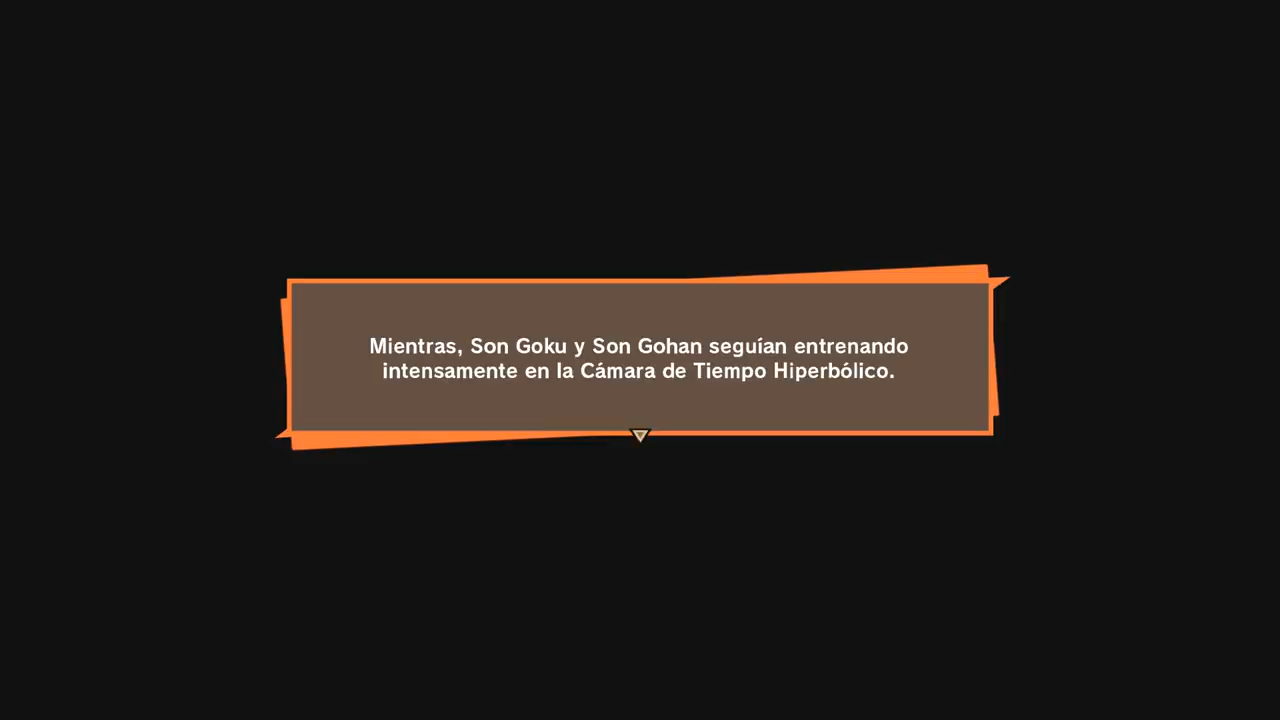 Mientras, Son Goku y Son Gohan seguían entrenando
intensamente en la Cámara de Tiempo Hiperbólico.